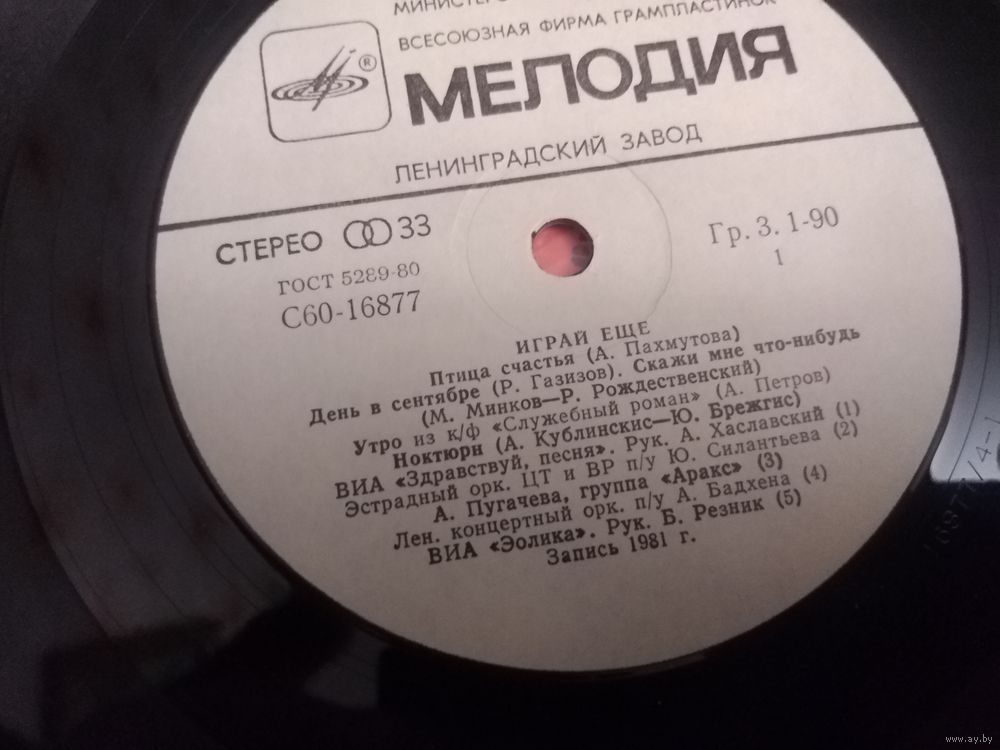 ВСЕСОЮЗНАЯ ФИРМА ГРАМПЛАСТИНОК
®
МЕЛОДИЯ
ЛЕНИНГРАДСКИЙ ЗАВОД
СТЕРЕО 33
Гр. 3. 1-90
ГОСТ 5289-80
1
С60-16877
ИГРАЙ ЕЩЕ
Птица счастья (А. Пахмутова)
День в сентябре (Р. Газизов). Скажи мне что-нибудь
(М. Минков—Р. Рождественский)
Утро из к/ф «Служебный роман» (А. Петров)
Ноктюрн (А. Кублинскис—Ю. Брежгис)
ВИА «Здравствуй, песня». Рук. А. Хаславский (1)
Эстрадный орк. ЦТ и ВР п/у Ю. Силантьева (2)
А. Пугачева, группа «Аракс» (3)
Лен. концертный орк. п/у А. Бадхена (4)
ВИА «Эолика». Рук. Б. Резник (5)
Запись 1981 г.
www.ay.by